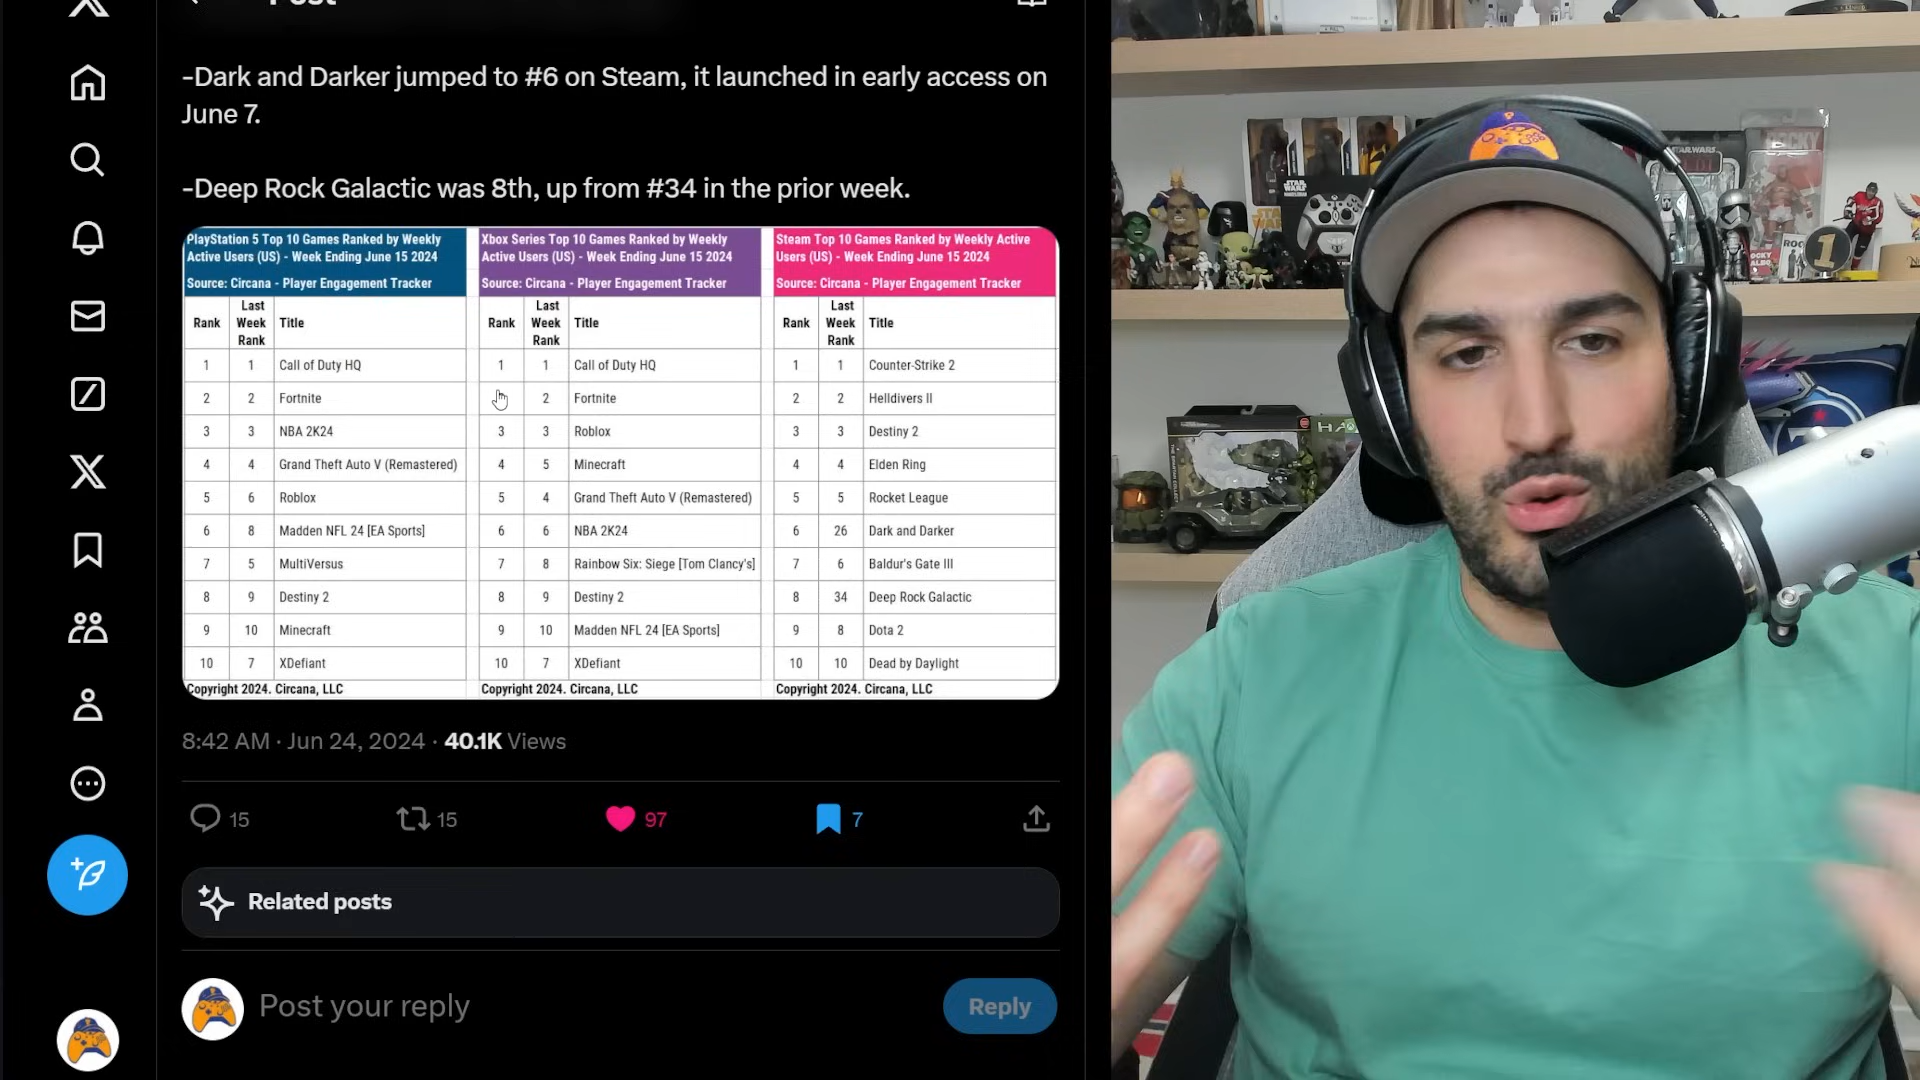 Post
-Dark and Darker jumped to #6 on Steam, it launched in early access on
June 7.
-Deep Rock Galactic was 8th, up from #34 in the prior week.
PlayStation 5 Top 10 Games Ranked by Weekly
Active Users (US) - Week Ending June 15 2024
Source: Circana - Player Engagement Tracker
Rank Last Week Rank Title
1 1 Call of Duty HQ
2 2 Fortnite
3 3 NBA 2K24
4 4 Grand Theft Auto V (Remastered)
5 6 Roblox
6 8 Madden NFL 24 [EA Sports]
7 5 MultiVersus
8 9 Destiny 2
9 10 Minecraft
10 7 XDefiant
Copyright 2024. Circana, LLC
Xbox Series Top 10 Games Ranked by Weekly
Active Users (US) - Week Ending June 15 2024
Source: Circana - Player Engagement Tracker
Rank Last Week Rank Title
1 1 Call of Duty HQ
2 Fortnite
3 3 Roblox
4 5 Minecraft
5 4 Grand Theft Auto V (Remastered)
6 6 NBA 2K24
7 8 Rainbow Six: Siege [Tom Clancy's]
8 9 Destiny 2
9 10 Madden NFL 24 [EA Sports]
10 7 XDefiant
Copyright 2024. Circana, LLC
Steam Top 10 Games Ranked by Weekly Active
Users (US) - Week Ending June 15 2024
Source: Circana - Player Engagement Tracker
Rank Last Week Rank Title
1 1 Counter-Strike 2
2 2 Helldivers II
3 3 Destiny 2
4 4 Elden Ring
5 5 Rocket League
6 26 Dark and Darker
7 6 Baldur's Gate III
8 34 Deep Rock Galactic
9 8 Dota 2
10 10 Dead by Daylight
Copyright 2024. Circana, LLC
8:42 AM · Jun 24, 2024 · 40.1K Views
15 15 97 7
Related posts
Post your reply
Reply
STAR WARS
STAR WARS
ROCKY
HA
1